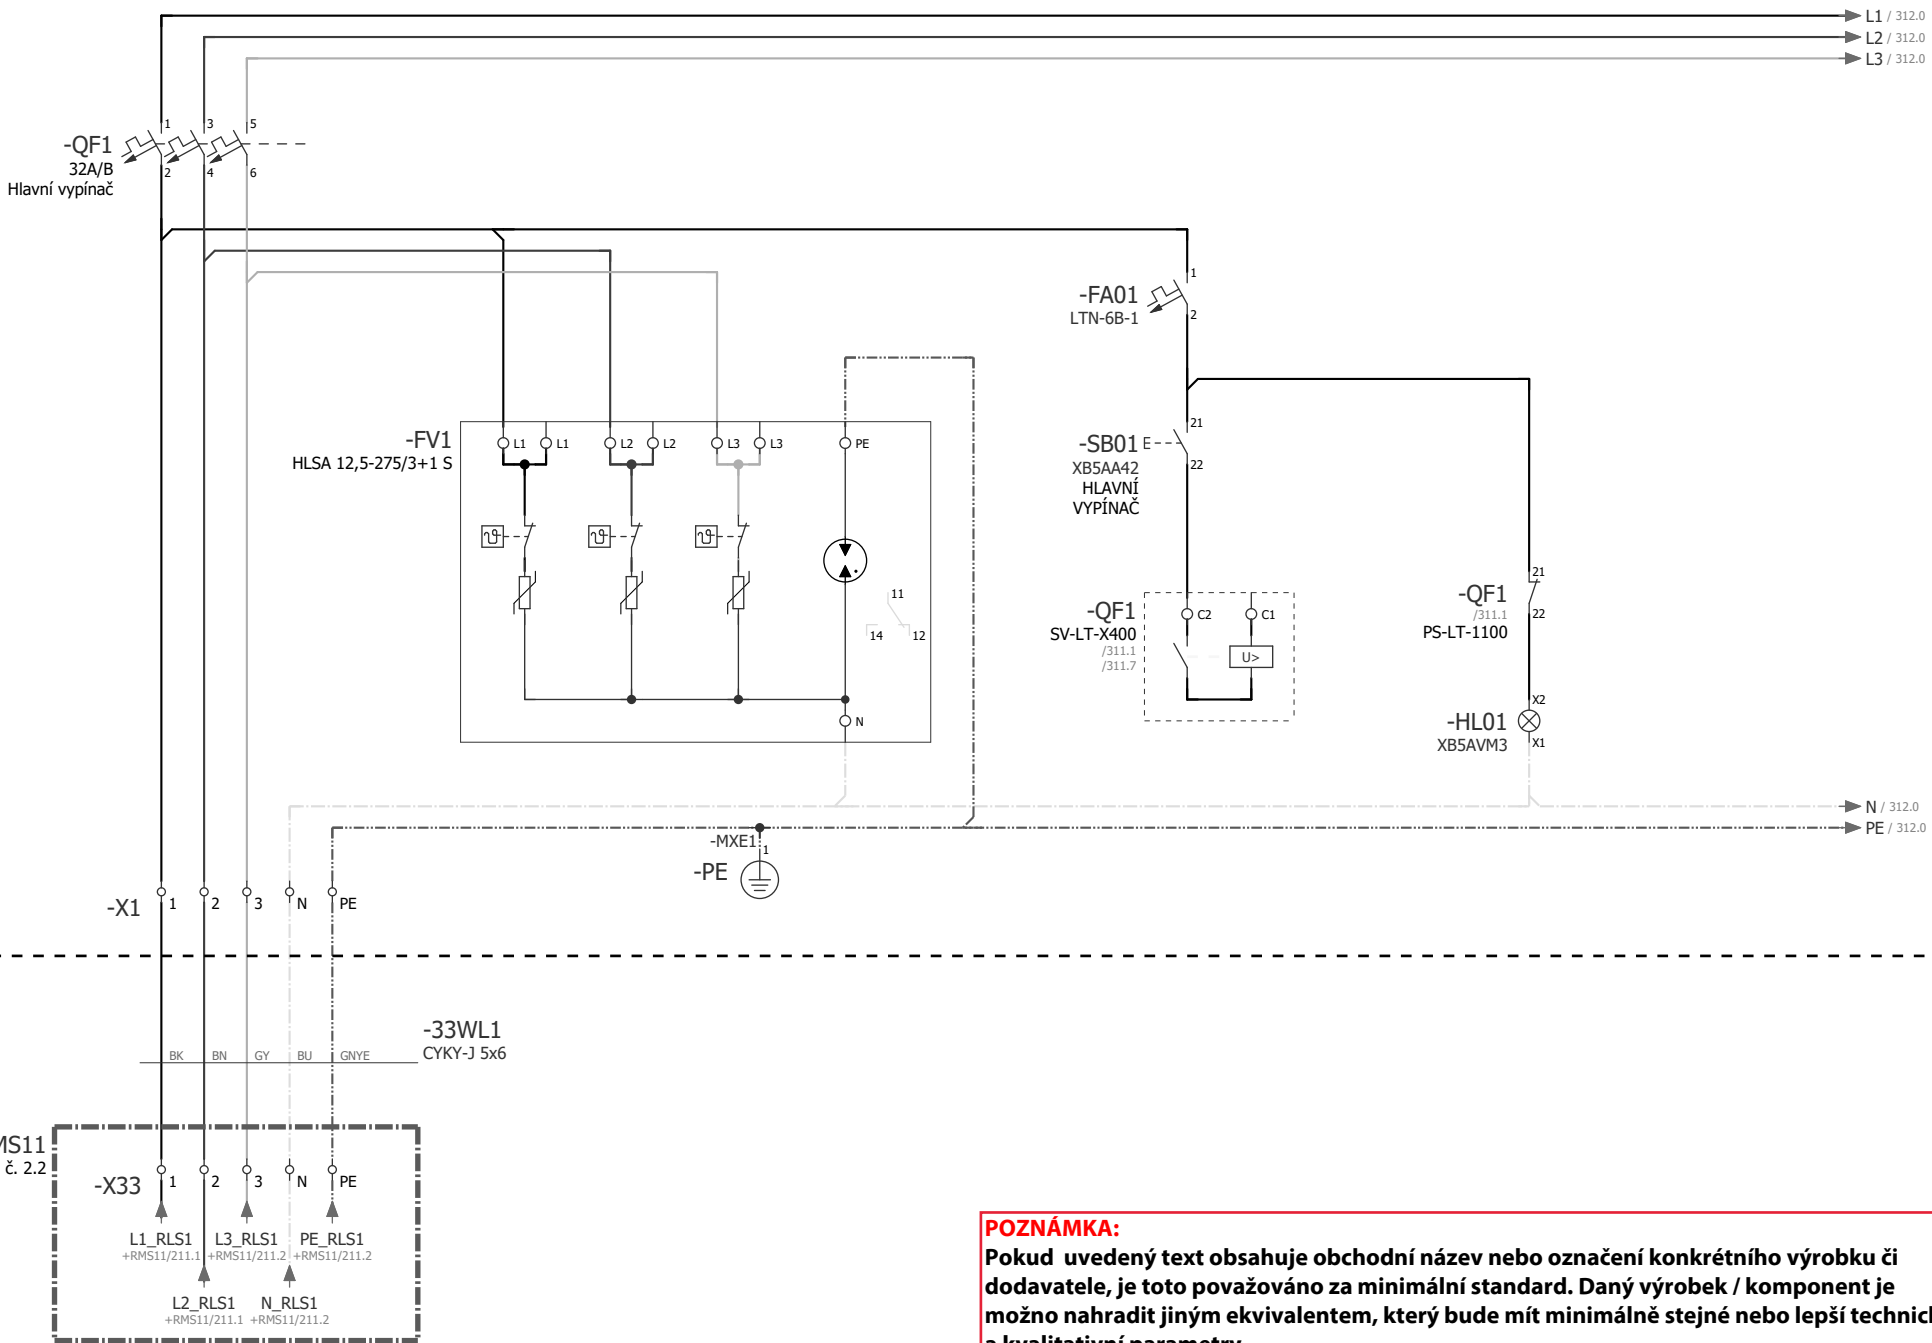 L1 / 312.0
L2 / 312.0
L3 / 312.0
1 3 5
-QF1
32A/B
Hlavní vypínač
2 4 6
1
-FA01
LTN-6B-1
2
-FV1
HLSA 12,5-275/3+1 S
L1 L1 L2 L2 L3 L3 PE
21
-SB01 E
XB5AA42
22
HLAVNÍ
VYPÍNAČ
ϑ ϑ ϑ
11
14 12
N
-QF1
SV-LT-X400
/311.1
/311.7
C2 C1
U>
21
-QF1
/311.1
22
PS-LT-1100
X2
-HL01
XB5AVM3
X1
N / 312.0
PE / 312.0
-MXE1
1
-PE
-X1 1 2 3 N PE
-33WL1
CYKY-J 5x6
BK BN GY BU GNYE
MS11
č. 2.2
-X33 1 2 3 N PE
L1_RLS1 L3_RLS1 PE_RLS1
+RMS11/211.1 +RMS11/211.2 +RMS11/211.2
L2_RLS1 N_RLS1
+RMS11/211.1 +RMS11/211.2
POZNÁMKA:
Pokud uvedený text obsahuje obchodní název nebo označení konkrétního výrobku či
dodavatele, je toto považováno za minimální standard. Daný výrobek / komponent je
možno nahradit jiným ekvivalentem, který bude mít minimálně stejné nebo lepší technic
a kvalitativní parametry